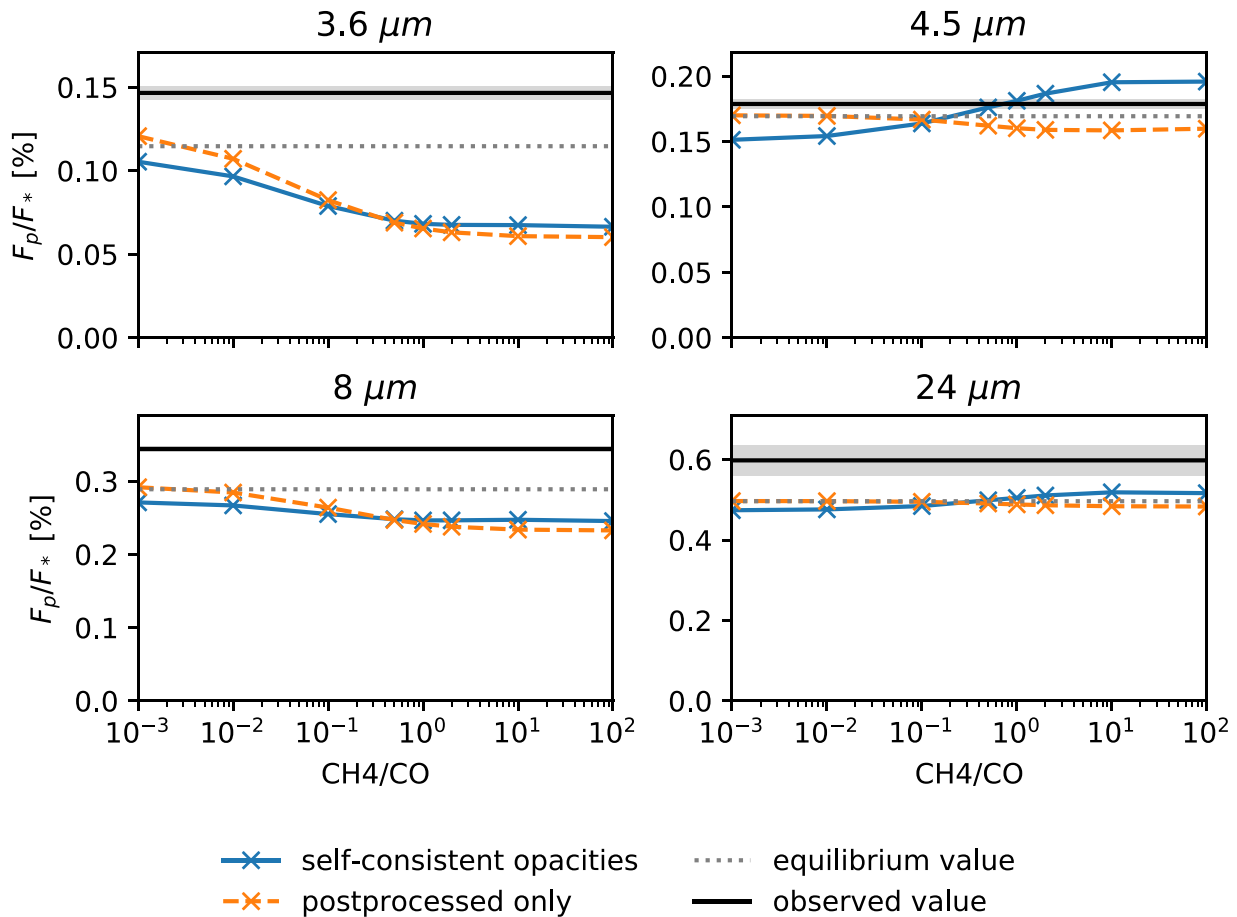 3.6 μm
4.5 μm
F_p/F_* [%]
0.15
0.10
0.05
0.00
0.20
0.15
0.10
0.05
0.00
8 μm
24 μm
F_p/F_* [%]
0.3
0.2
0.1
0.0
0.6
0.4
0.2
0.0
10⁻³ 10⁻² 10⁻¹ 10⁰ 10¹ 10²
10⁻³ 10⁻² 10⁻¹ 10⁰ 10¹ 10²
CH4/CO
CH4/CO
self-consistent opacities
postprocessed only
equilibrium value
observed value